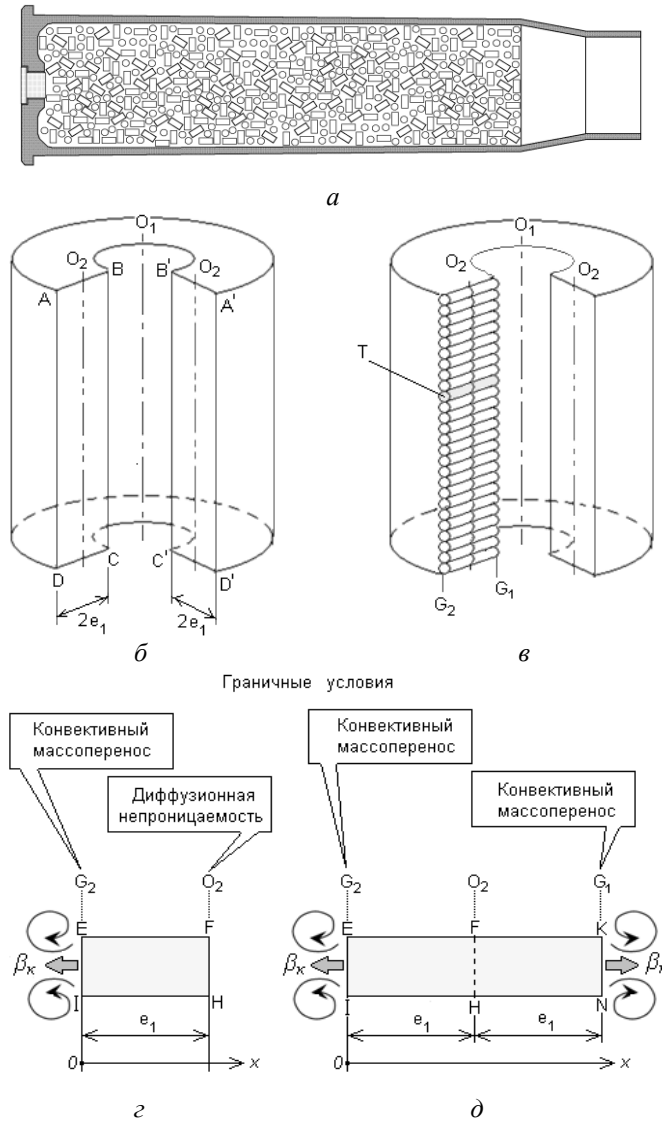 а
O₁
O₂ B B' O₂
A A'
D C C' D'
2e₁ 2e₁
б
O₁
O₂ O₂
T
G₂ G₁
в
Граничные условия
Конвективный
массоперенос
Диффузионная
непроницаемость
G₂ O₂
E F
βк
I H
e₁
0 x
г
Конвективный
массоперенос
Конвективный
массоперенос
G₂ O₂ G₁
E F K
βк
I H N
e₁ e₁
0 x
д